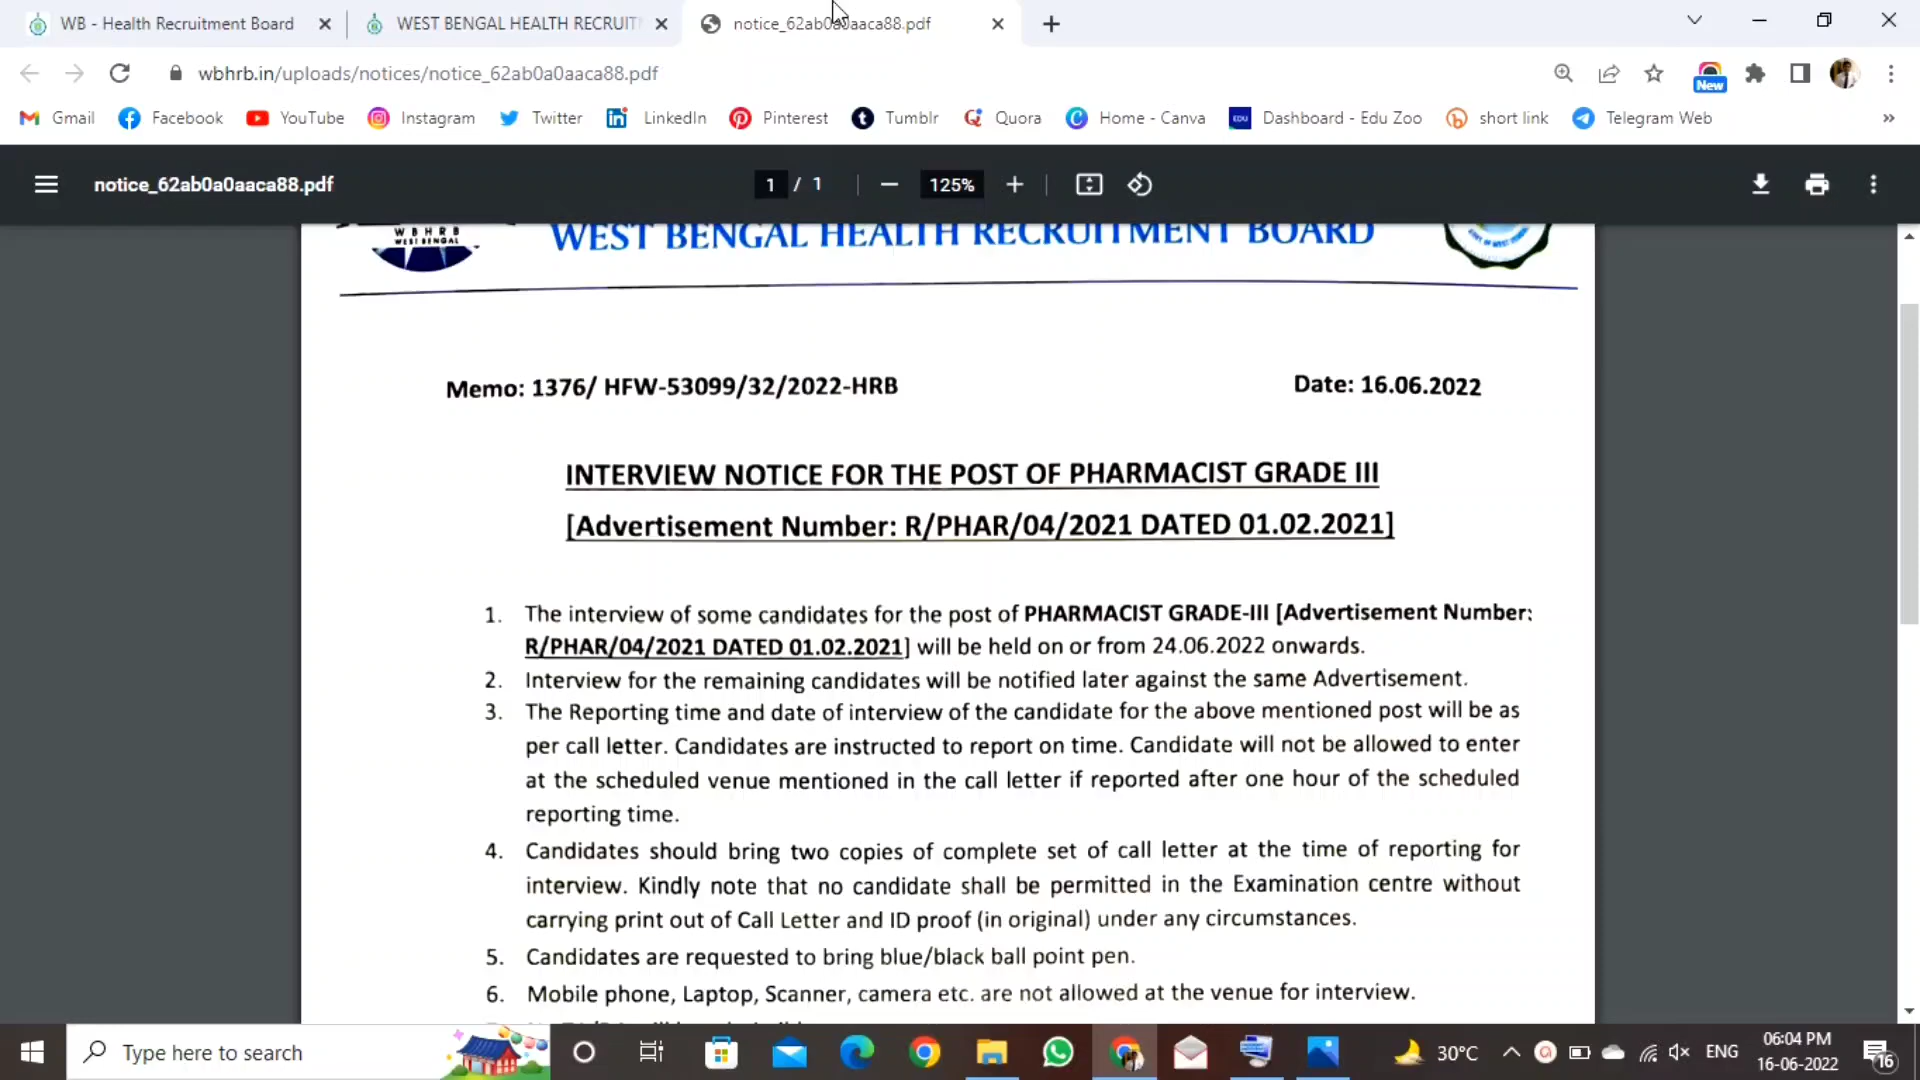 WB - Health Recruitment Board
WEST BENGAL HEALTH RECRUIT
notice_62ab0a0aaca88.pdf
wbhrb.in/uploads/notices/notice_62ab0a0aaca88.pdf
New
Gmail
Facebook
YouTube
Instagram
Twitter
LinkedIn
Pinterest
Tumblr
Quora
Home - Canva
EDU
Dashboard - Edu Zoo
short link
Telegram Web
»
notice_62ab0a0aaca88.pdf
1 / 1
125%
WBHRB
WEST BENGAL
WEST BENGAL HEALTH RECRUITMENT BOARD
Memo: 1376/ HFW-53099/32/2022-HRB
Date: 16.06.2022
INTERVIEW NOTICE FOR THE POST OF PHARMACIST GRADE III
[Advertisement Number: R/PHAR/04/2021 DATED 01.02.2021]
1. The interview of some candidates for the post of PHARMACIST GRADE-III [Advertisement Number:
R/PHAR/04/2021 DATED 01.02.2021] will be held on or from 24.06.2022 onwards.
2. Interview for the remaining candidates will be notified later against the same Advertisement.
3. The Reporting time and date of interview of the candidate for the above mentioned post will be as
per call letter. Candidates are instructed to report on time. Candidate will not be allowed to enter
at the scheduled venue mentioned in the call letter if reported after one hour of the scheduled
reporting time.
4. Candidates should bring two copies of complete set of call letter at the time of reporting for
interview. Kindly note that no candidate shall be permitted in the Examination centre without
carrying print out of Call Letter and ID proof (in original) under any circumstances.
5. Candidates are requested to bring blue/black ball point pen.
6. Mobile phone, Laptop, Scanner, camera etc. are not allowed at the venue for interview.
Type here to search
30°C
ENG
06:04 PM
16-06-2022
16